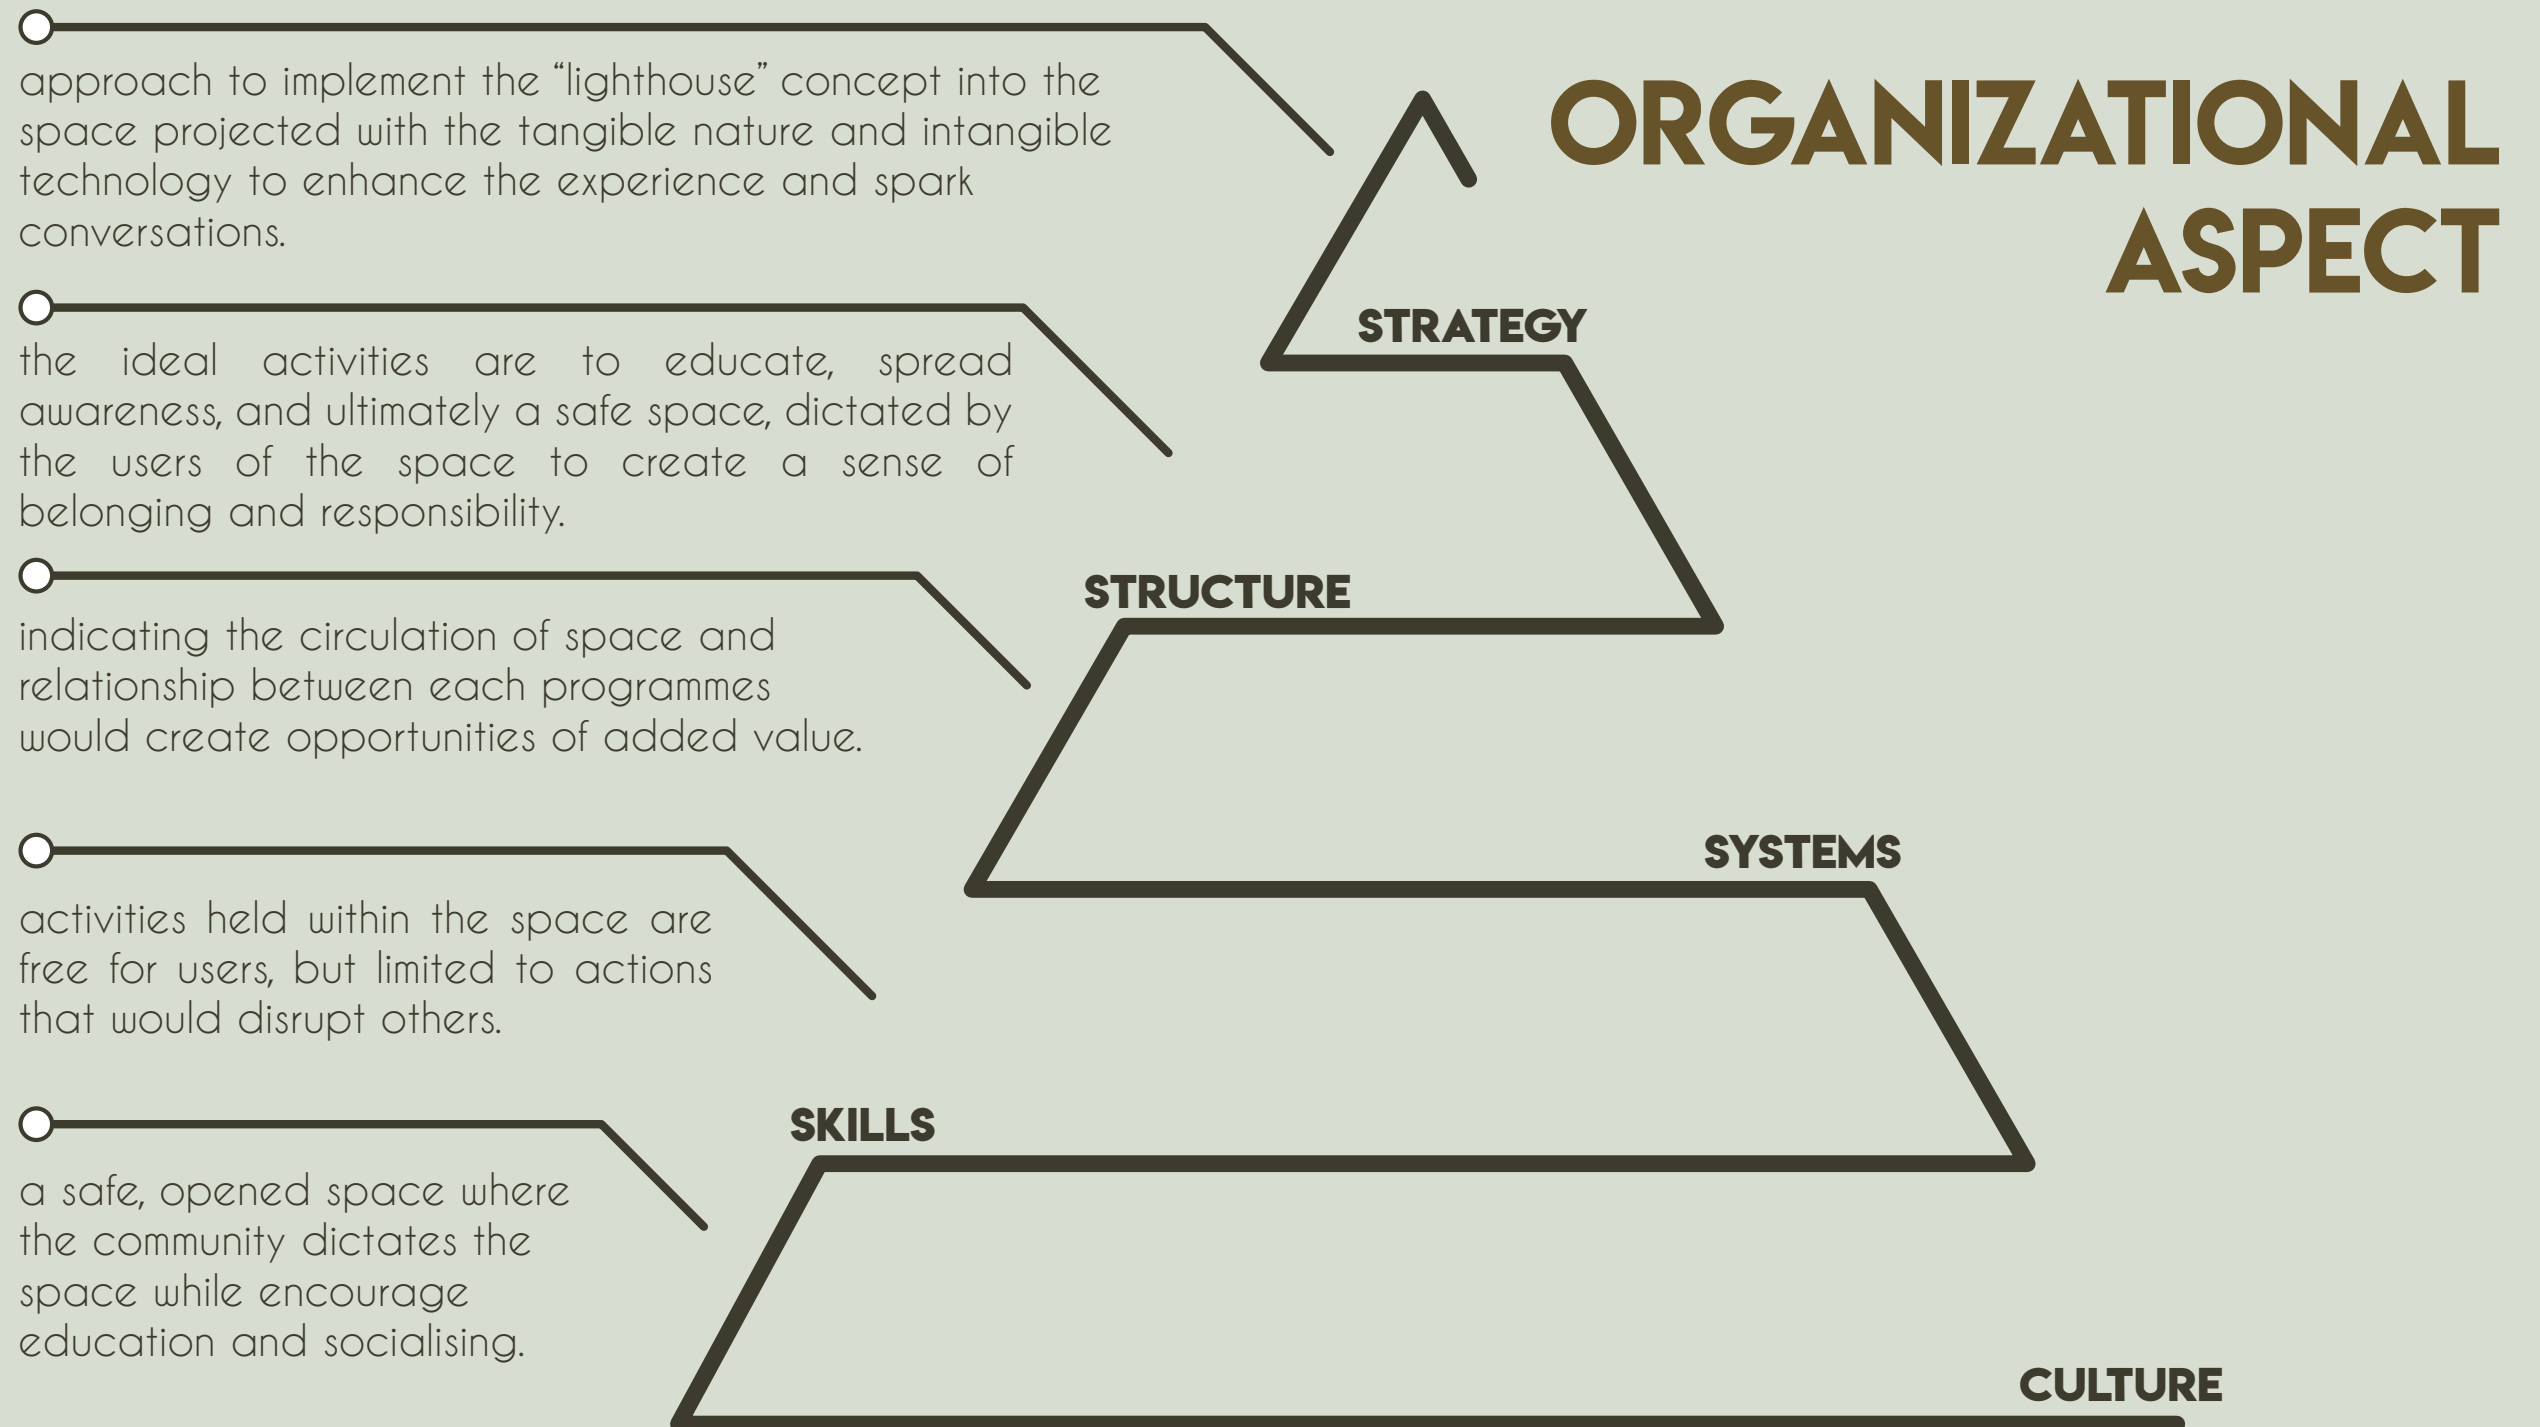 ORGANIZATIONAL
ASPECT
approach to implement the “lighthouse” concept into the
space projected with the tangible nature and intangible
technology to enhance the experience and spark
conversations.
STRATEGY
the ideal activities are to educate, spread
awareness, and ultimately a safe space, dictated by
the users of the space to create a sense of
belonging and responsibility.
STRUCTURE
indicating the circulation of space and
relationship between each programmes
would create opportunities of added value.
SYSTEMS
activities held within the space are
free for users, but limited to actions
that would disrupt others.
SKILLS
a safe, opened space where
the community dictates the
space while encourage
education and socialising.
CULTURE